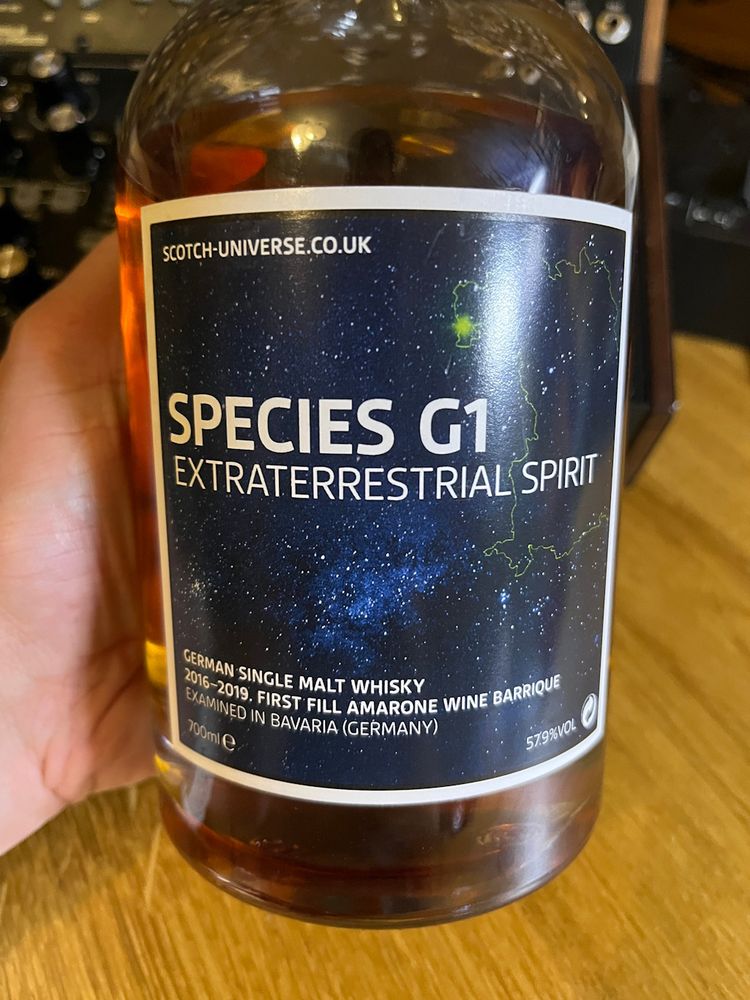 SCOTCH-UNIVERSE.CO.UK
SPECIES G1
EXTRATERRESTRIAL SPIRIT
GERMAN SINGLE MALT WHISKY
2016–2019, FIRST FILL AMARONE WINE BARRIQUE
EXAMINED IN BAVARIA (GERMANY)
700ml ℮
57.9%VOL